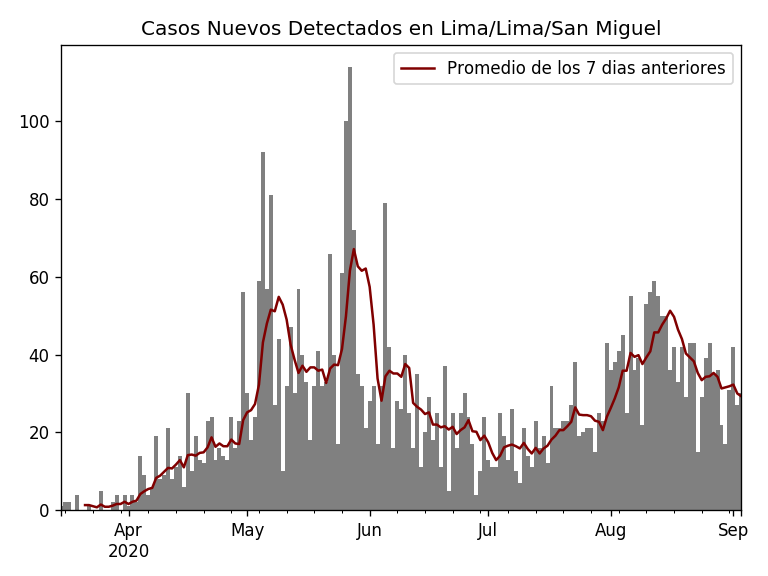 Casos Nuevos Detectados en Lima/Lima/San Miguel
Promedio de los 7 dias anteriores
100
80
60
40
20
0
Apr May Jun Jul Aug Sep
2020